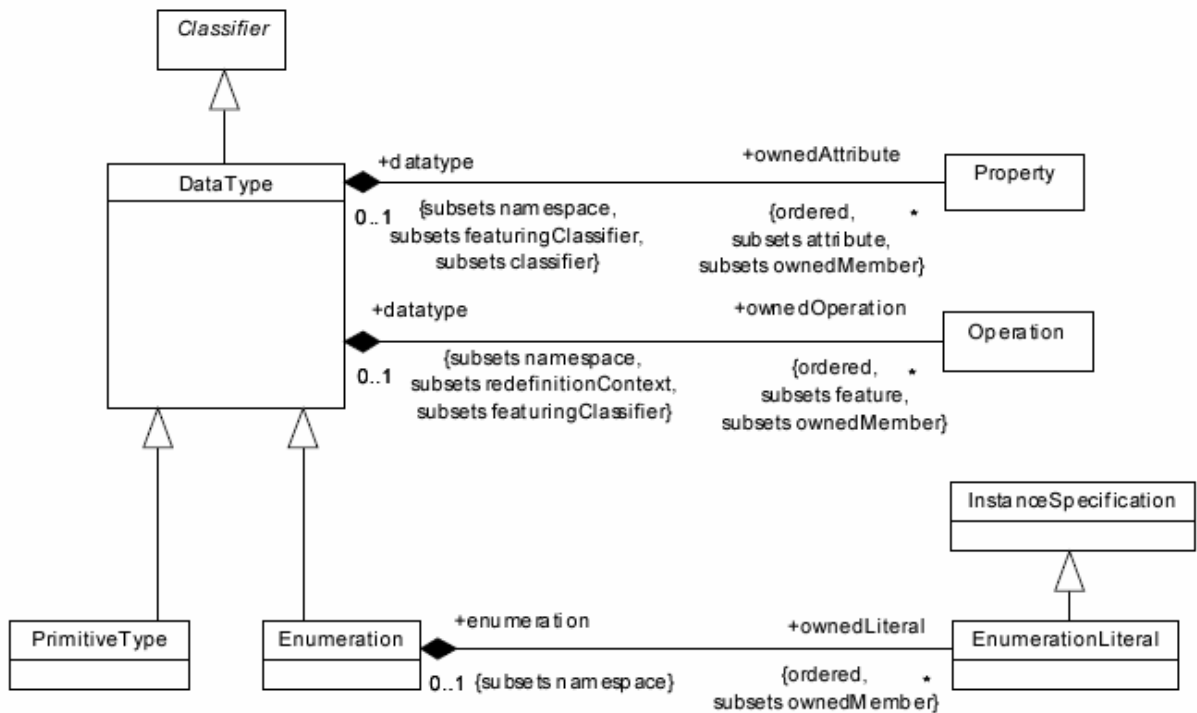 Classifier
+datatype
+ownedAttribute
DataType
Property
0..1
{subsets namespace,
subsets featuringClassifier,
subsets classifier}
{ordered,
*
subsets attribute,
subsets ownedMember}
+datatype
+ownedOperation
Operation
0..1
{subsets namespace,
subsets redefinitionContext,
subsets featuringClassifier}
{ordered,
*
subsets feature,
subsets ownedMember}
InstanceSpecification
PrimitiveType
Enumeration
+enumeration
+ownedLiteral
EnumerationLiteral
0..1
{subsets namespace}
{ordered,
*
subsets ownedMember}